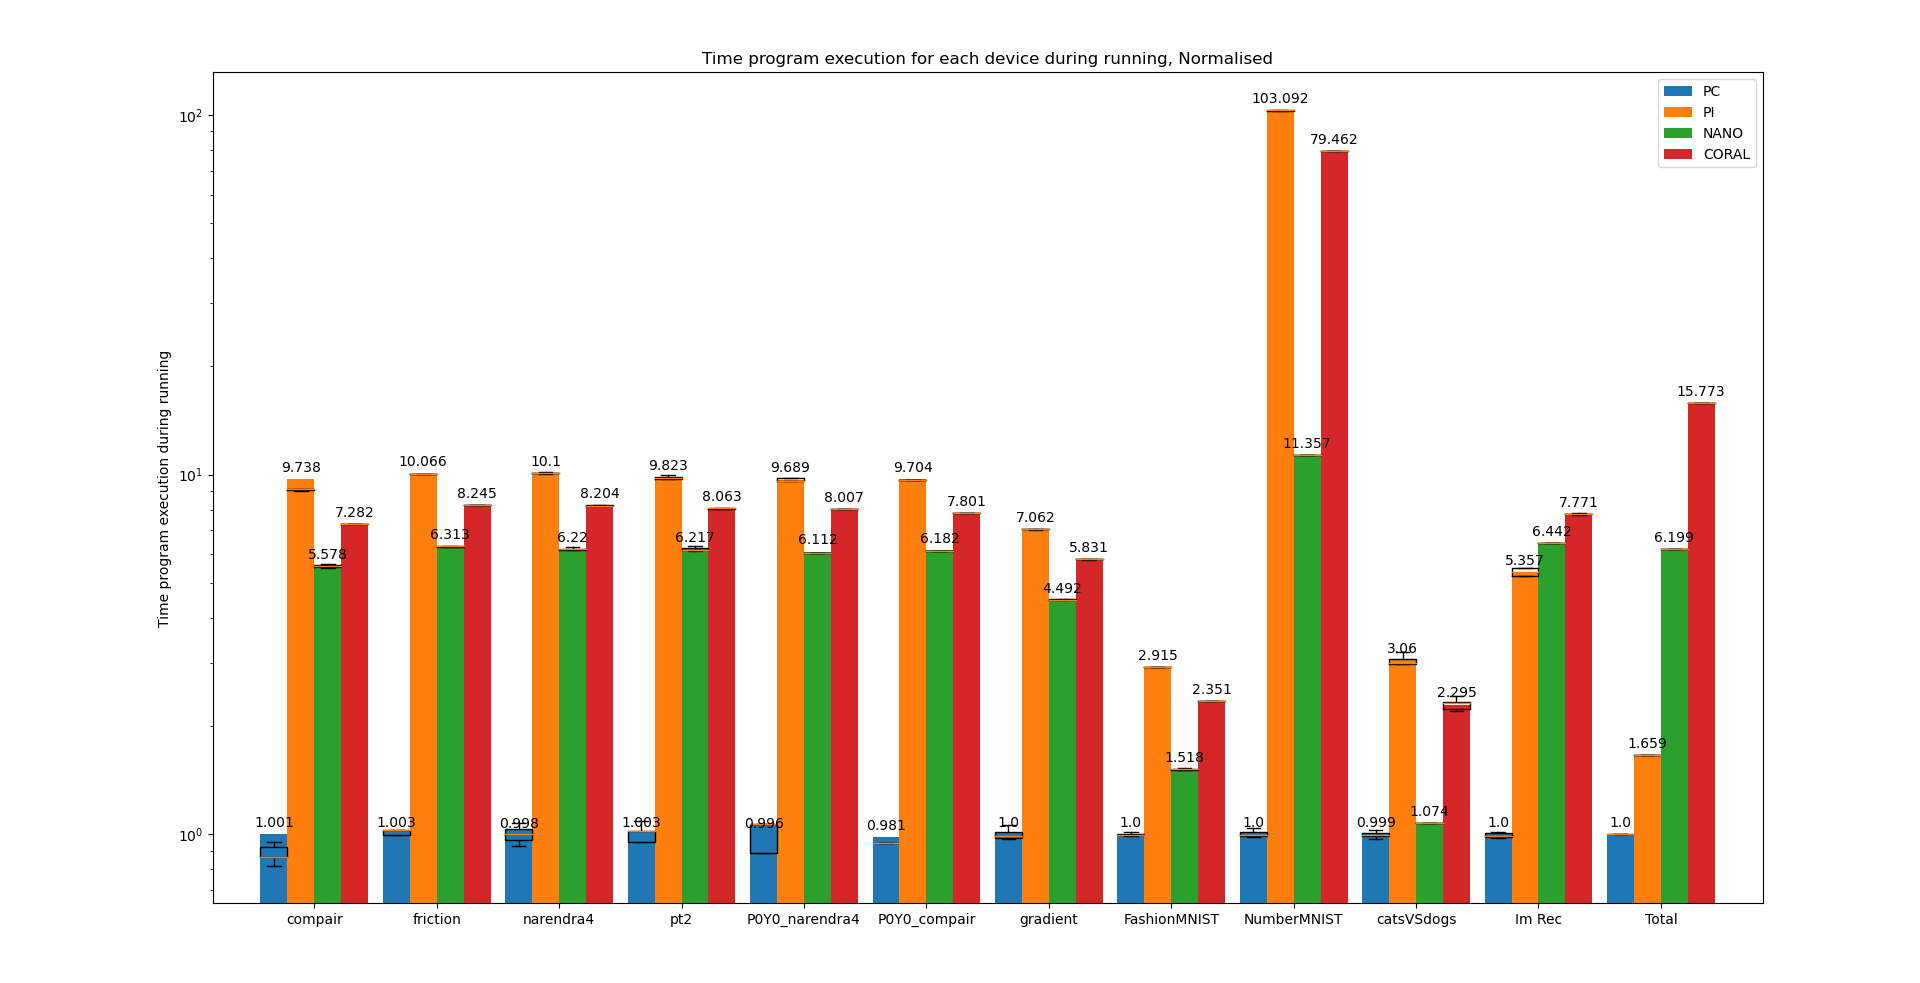 Time program execution for each device during running, Normalised
PC
PI
NANO
CORAL
Time program execution during running
10²
10¹
10⁰
1.001
9.738
5.578
7.282
1.003
10.066
6.313
8.245
0.998
10.1
6.22
8.204
1.003
9.823
6.217
8.063
0.996
9.689
6.112
8.007
0.981
9.704
6.182
7.801
1.0
7.062
4.492
5.831
1.0
2.915
1.518
2.351
1.0
103.092
11.357
79.462
0.999
3.06
1.074
2.295
1.0
5.357
6.442
7.771
1.0
1.659
6.199
15.773
compair
friction
narendra4
pt2
P0Y0_narendra4
P0Y0_compair
gradient
FashionMNIST
NumberMNIST
catsVSdogs
Im Rec
Total